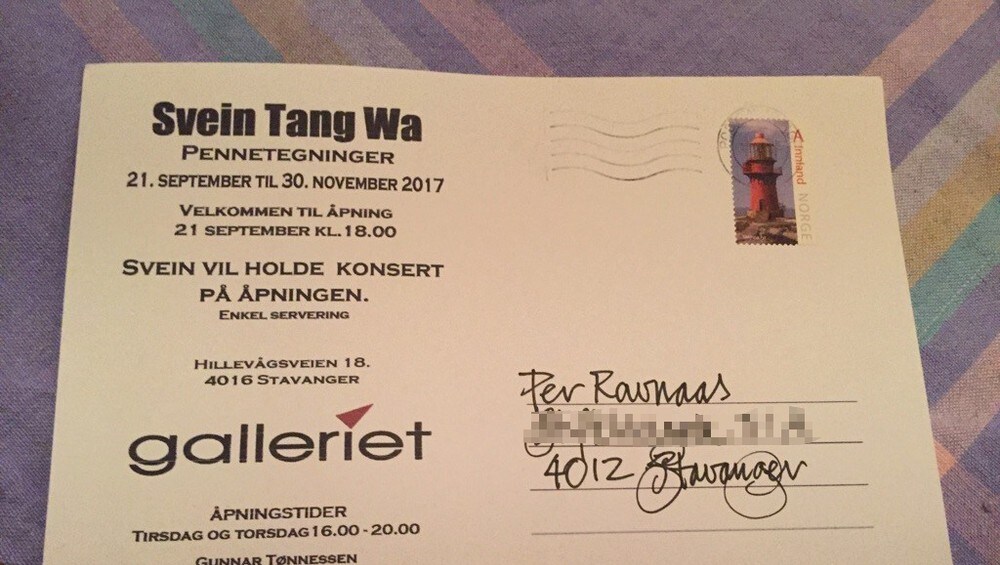 Svein Tang Wa
PENNETEGNINGER
21. SEPTEMBER TIL 30. NOVEMBER 2017
VELKOMMEN TIL ÅPNING
21 SEPTEMBER KL.18.00
SVEIN VIL HOLDE KONSERT
PÅ ÅPNINGEN.
ENKEL SERVERING
HILLEVÅGSVEIEN 18.
4016 STAVANGER
galleriet
ÅPNINGSTIDER
TIRSDAG OG TORSDAG 16.00 - 20.00
GUNNAR TØNNESSEN
A Innland
NORGE
Per Ravnaas
4012 Stavanger